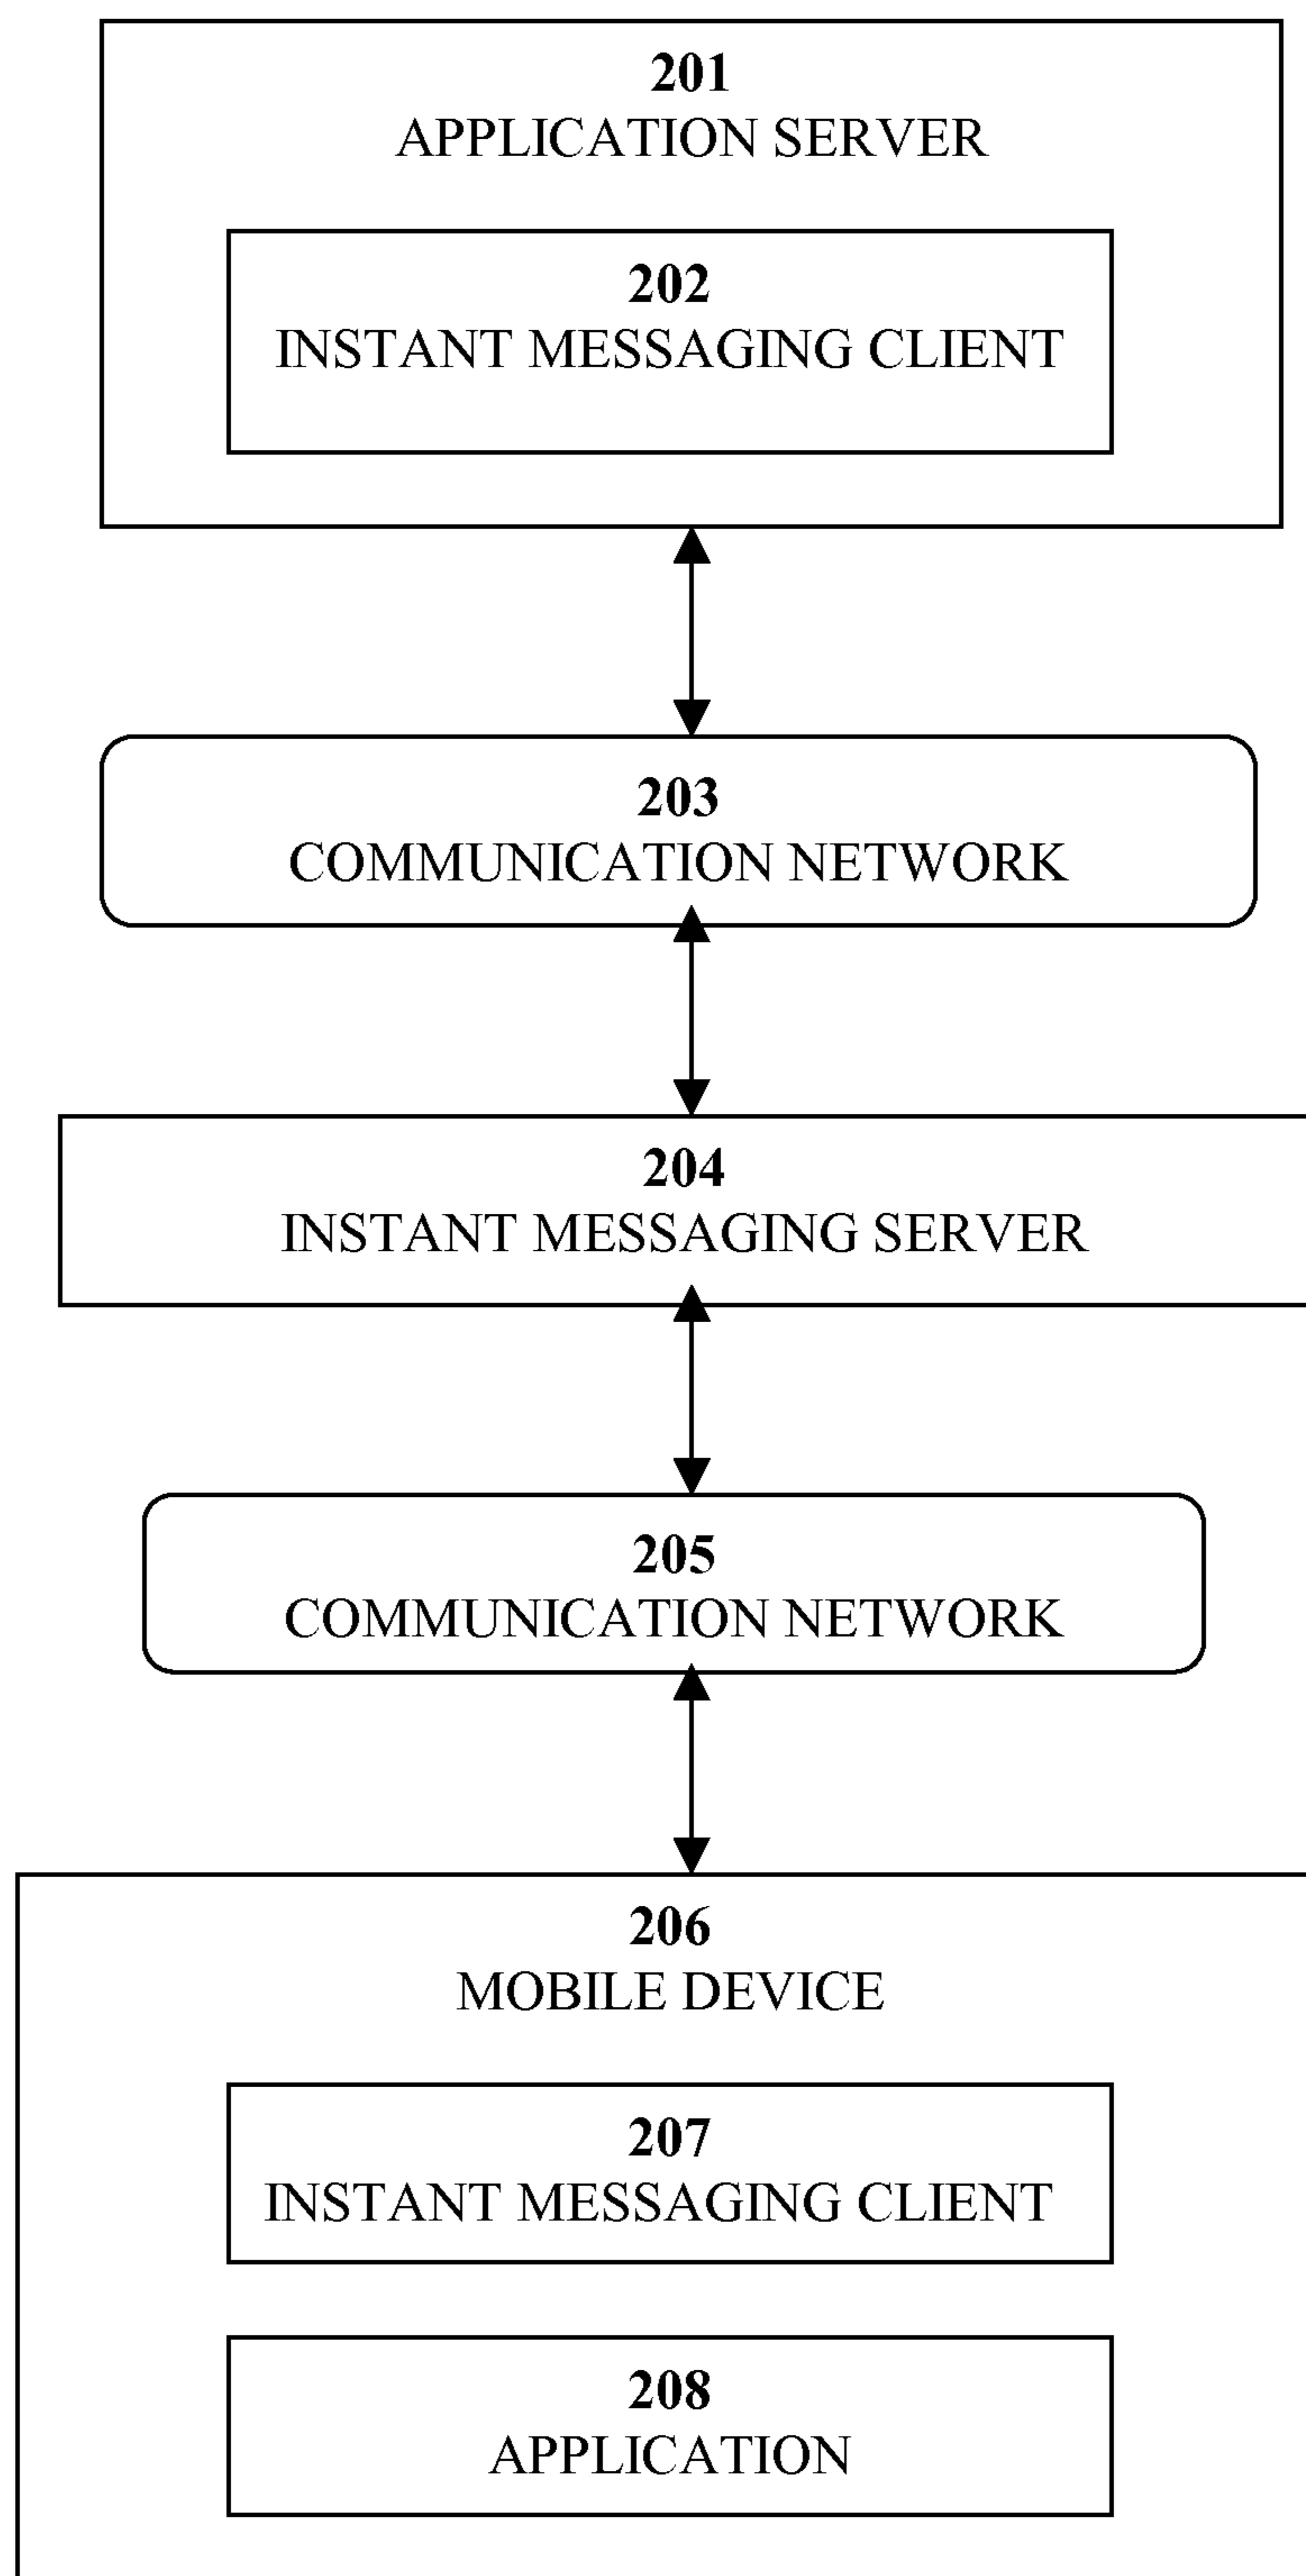 201
APPLICATION SERVER
202
INSTANT MESSAGING CLIENT
203
COMMUNICATION NETWORK
204
INSTANT MESSAGING SERVER
205
COMMUNICATION NETWORK
206
MOBILE DEVICE
207
INSTANT MESSAGING CLIENT
208
APPLICATION